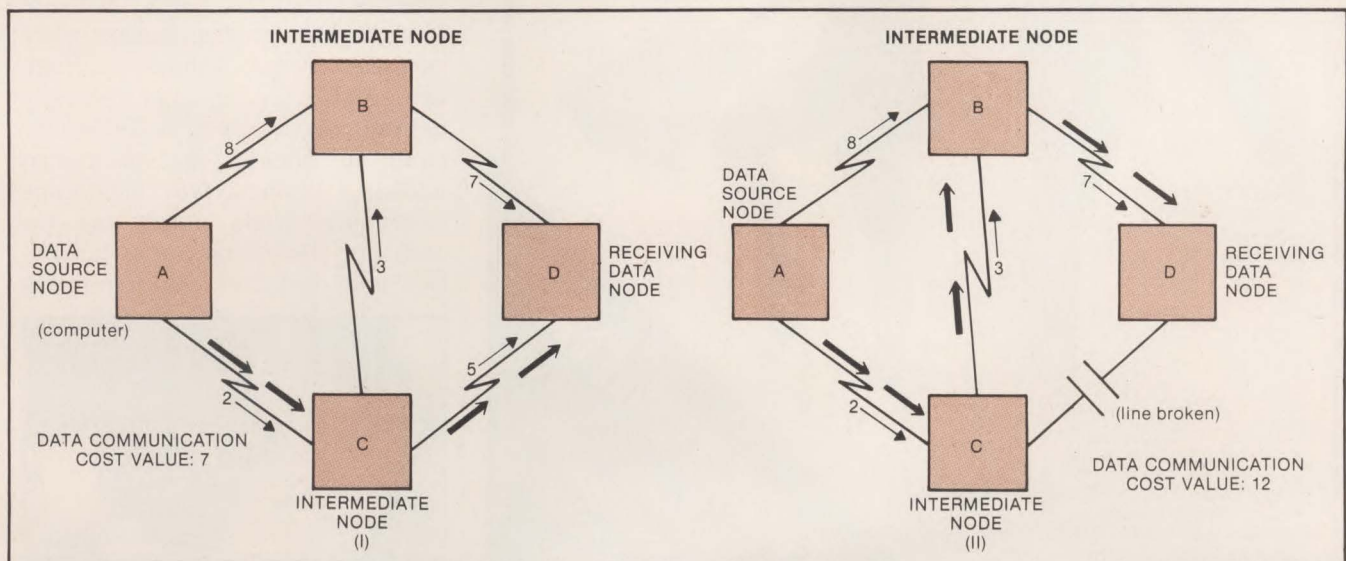 INTERMEDIATE NODE
B
8
7
DATA
SOURCE
NODE
A
(computer)
3
D
RECEIVING
DATA
NODE
5
2
C
DATA COMMUNICATION
COST VALUE: 7
INTERMEDIATE
NODE
(I)
INTERMEDIATE NODE
B
8
7
DATA
SOURCE
NODE
A
3
D
RECEIVING
DATA
NODE
2
C
(line broken)
DATA COMMUNICATION
COST VALUE: 12
INTERMEDIATE
NODE
(II)